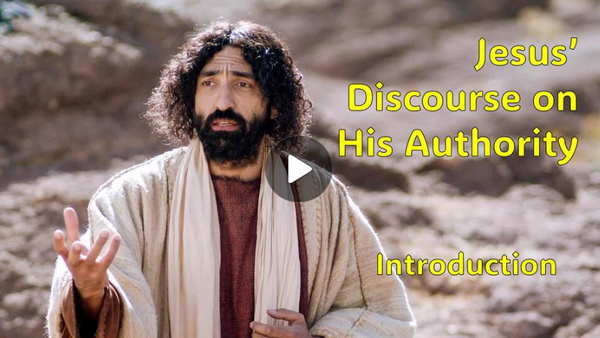 Jesus’
Discourse on
His Authority
Introduction